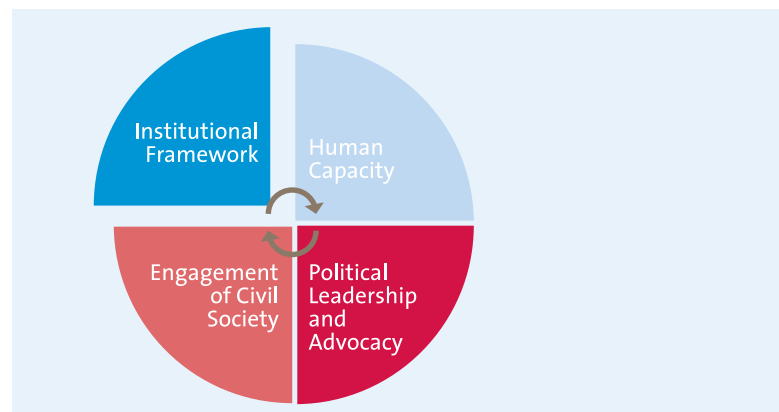 Institutional
Framework
Human
Capacity
Engagement
of Civil
Society
Political
Leadership
and
Advocacy